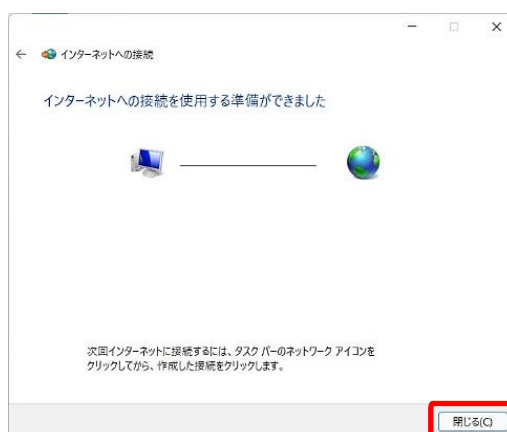 インターネットへの接続
インターネットへの接続を使用する準備ができました
次回インターネットに接続するには、タスク バーのネットワーク アイコンを
クリックしてから、作成した接続をクリックします。
閉じる(C)